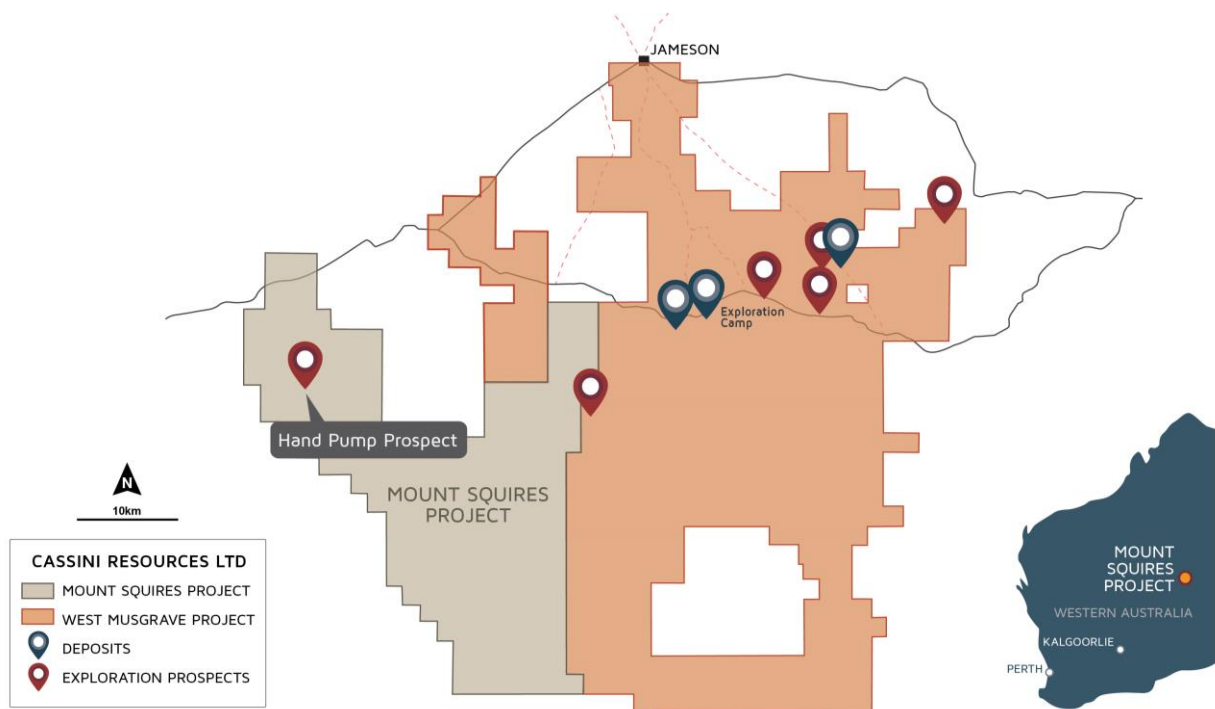 JAMESON
Exploration
Camp
Hand Pump Prospect
MOUNT SQUIRES
PROJECT
N
10km
CASSINI RESOURCES LTD
MOUNT SQUIRES PROJECT
WEST MUSGRAVE PROJECT
DEPOSITS
EXPLORATION PROSPECTS
MOUNT
SQUIRES
PROJECT
WESTERN AUSTRALIA
KALGOORLIE
PERTH